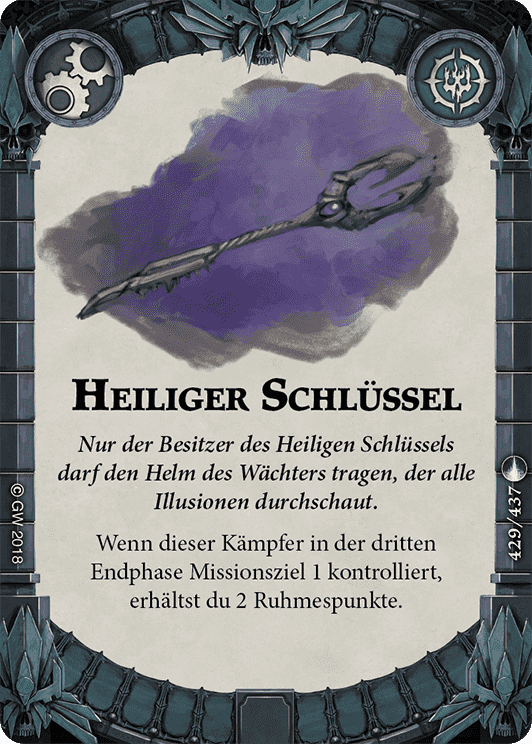 Heiliger Schlüssel
Nur der Besitzer des Heiligen Schlüssels
darf den Helm des Wächters tragen, der alle
Illusionen durchschaut.
Wenn dieser Kämpfer in der dritten
Endphase Missionsziel 1 kontrolliert,
erhältst du 2 Ruhmespunkte.
© GW 2018
429/437